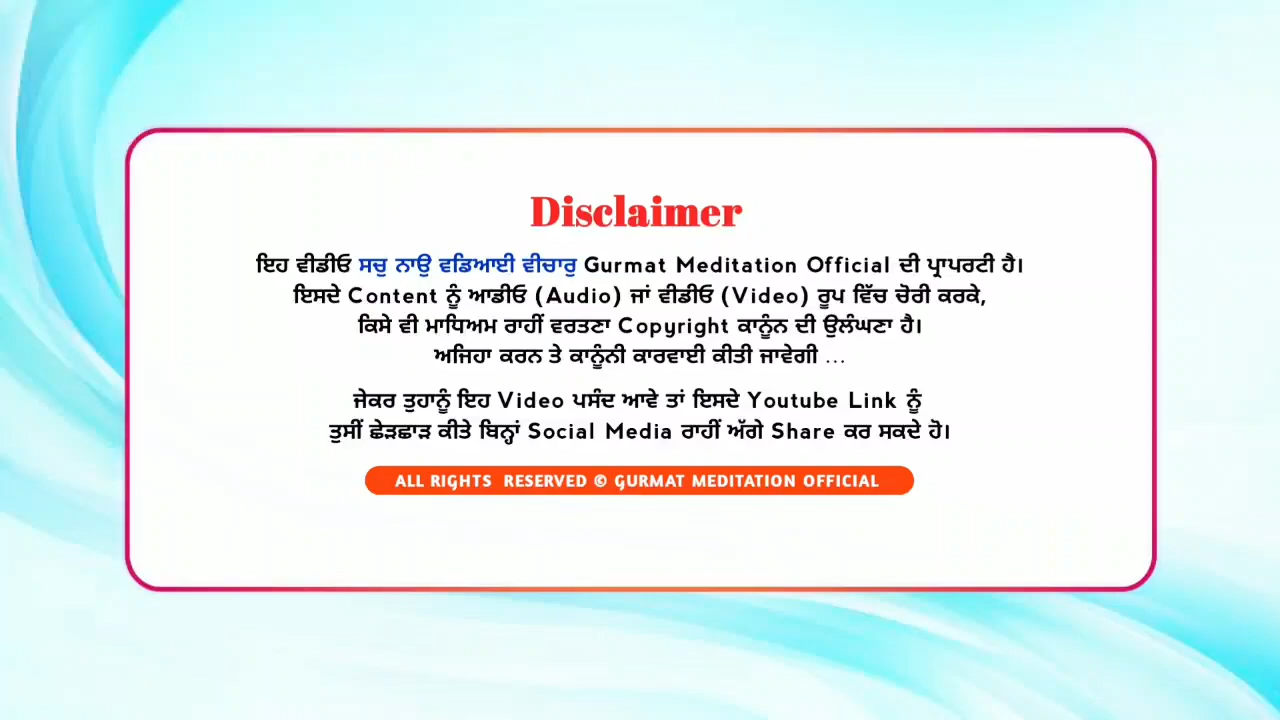 Disclaimer
ਇਹ ਵੀਡੀਓ ਸਚੁ ਨਾਉ ਵਡਿਆਈ ਵੀਚਾਰੁ Gurmat Meditation Official ਦੀ ਪ੍ਰਾਪਰਟੀ ਹੈ।
ਇਸਦੇ Content ਨੂੰ ਆਡੀਓ (Audio) ਜਾਂ ਵੀਡੀਓ (Video) ਰੂਪ ਵਿੱਚ ਚੋਰੀ ਕਰਕੇ,
ਕਿਸੇ ਵੀ ਮਾਧਿਅਮ ਰਾਹੀਂ ਵਰਤਣਾ Copyright ਕਾਨੂੰਨ ਦੀ ਉਲੰਘਣਾ ਹੈ।
ਅਜਿਹਾ ਕਰਨ ਤੇ ਕਾਨੂੰਨੀ ਕਾਰਵਾਈ ਕੀਤੀ ਜਾਵੇਗੀ ...
ਜੇਕਰ ਤੁਹਾਨੂੰ ਇਹ Video ਪਸੰਦ ਆਵੇ ਤਾਂ ਇਸਦੇ Youtube Link ਨੂੰ
ਤੁਸੀਂ ਛੇੜਛਾੜ ਕੀਤੇ ਬਿਨ੍ਹਾਂ Social Media ਰਾਹੀਂ ਅੱਗੇ Share ਕਰ ਸਕਦੇ ਹੋ।
ALL RIGHTS RESERVED © GURMAT MEDITATION OFFICIAL